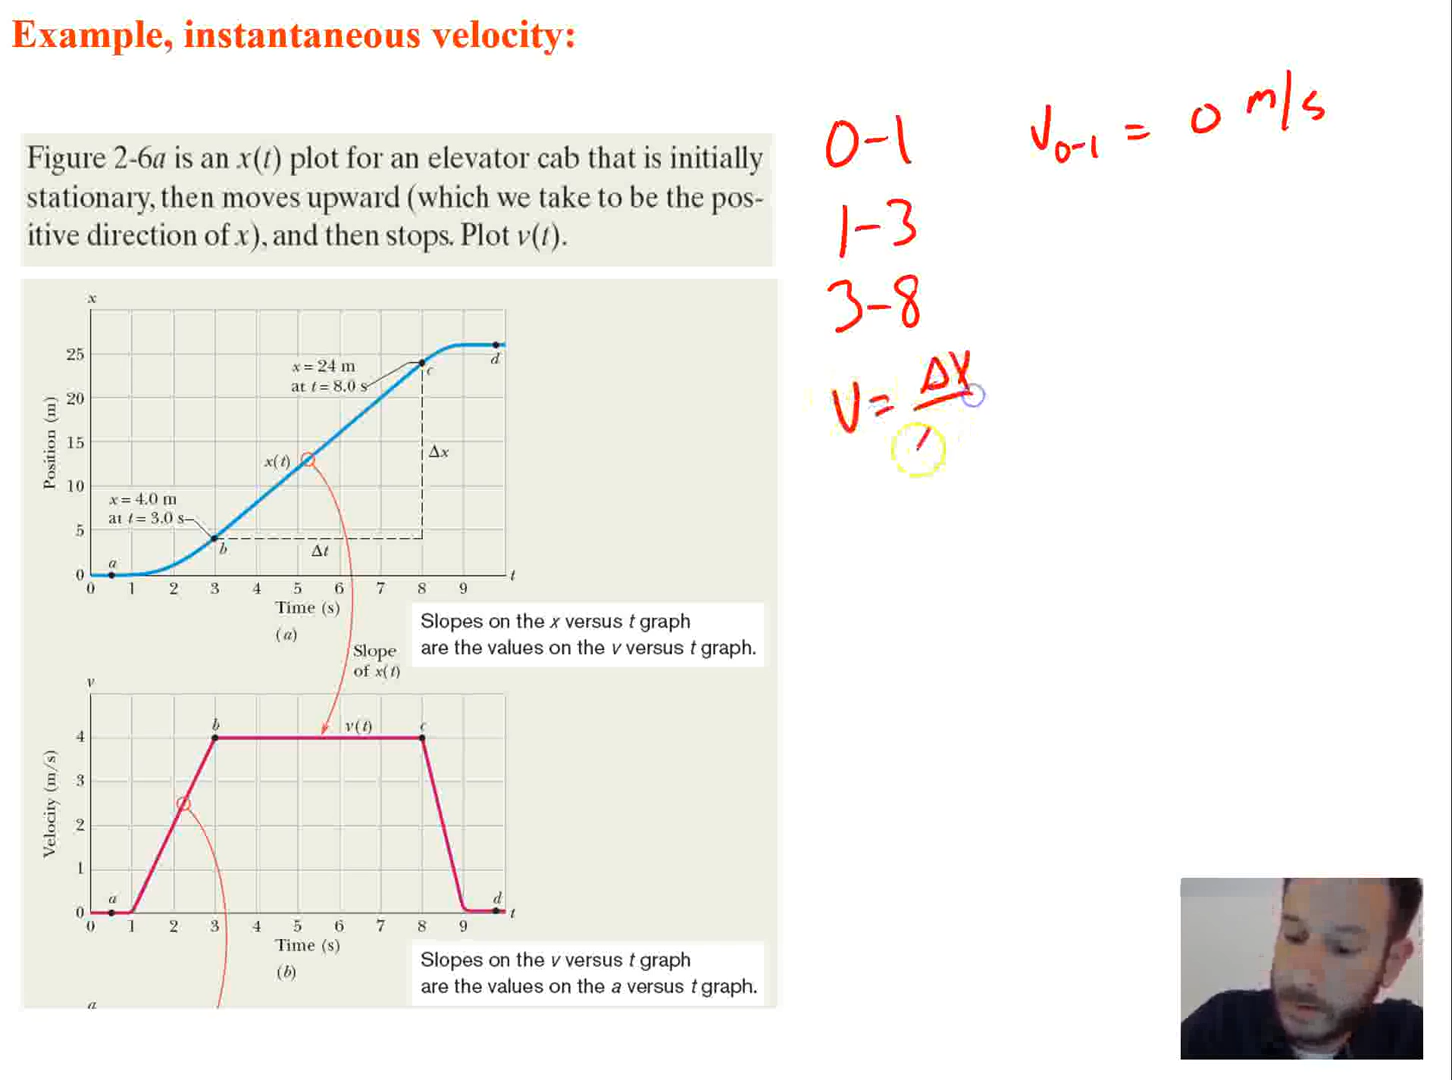 Example, instantaneous velocity:
Figure 2-6a is an x(t) plot for an elevator cab that is initially
stationary, then moves upward (which we take to be the pos-
itive direction of x), and then stops. Plot v(t).
x
25
20
15
10
5
0
Position (m)
x = 24 m
at t = 8.0 s
x(t)
x = 4.0 m
at t = 3.0 s
a
b
c
d
Δx
Δt
0 1 2 3 4 5 6 7 8 9 t
Time (s)
(a)
Slopes on the x versus t graph
are the values on the v versus t graph.
Slope
of x(t)
v
4
3
2
1
0
Velocity (m/s)
a
b
v(t)
c
d
0 1 2 3 4 5 6 7 8 9 t
Time (s)
(b)
Slopes on the v versus t graph
are the values on the a versus t graph.
a
0-1
1-3
3-8
V = ΔX
V0-1 = 0 m/s